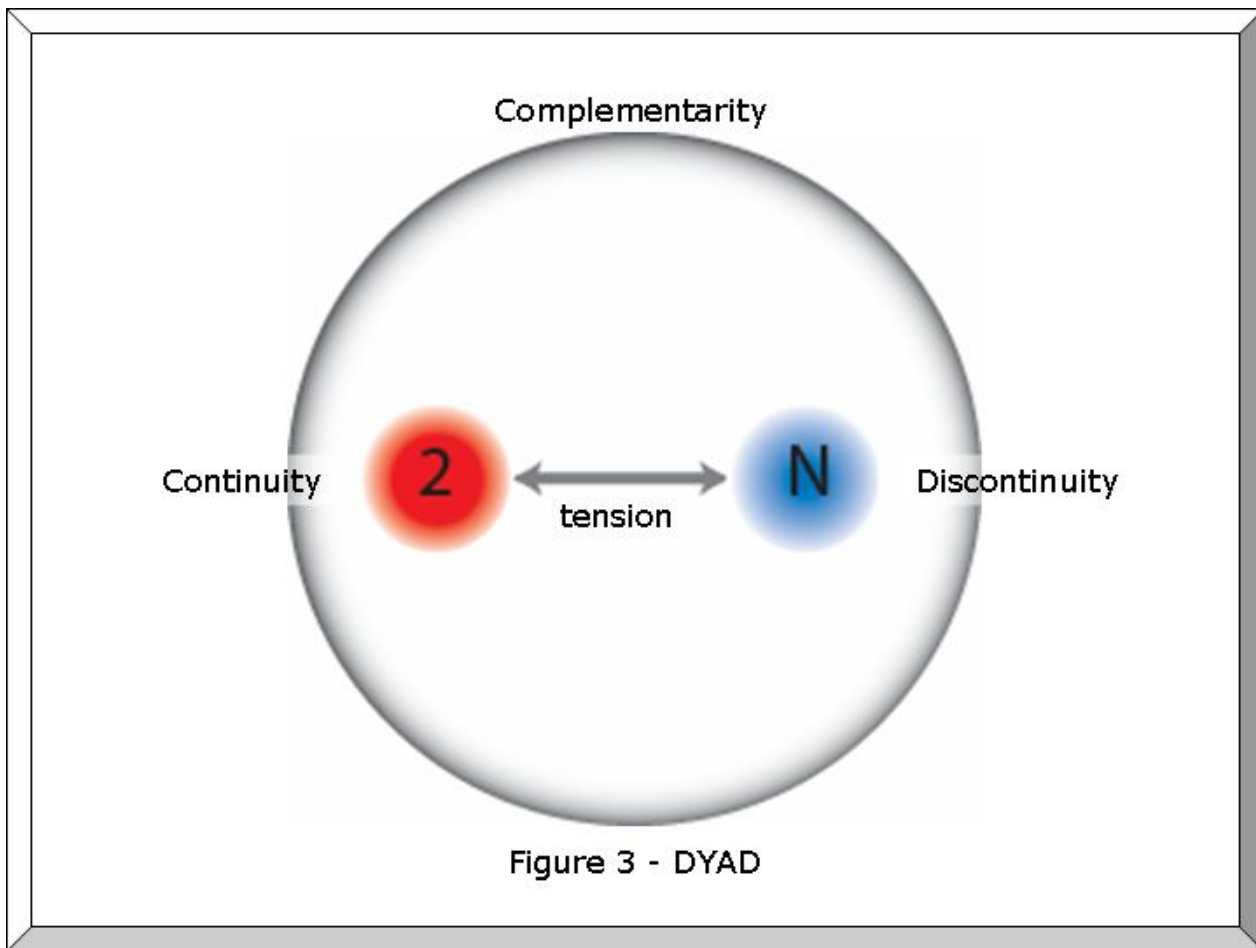 Complementarity
Continuity
2
N
Discontinuity
tension
Figure 3 - DYAD